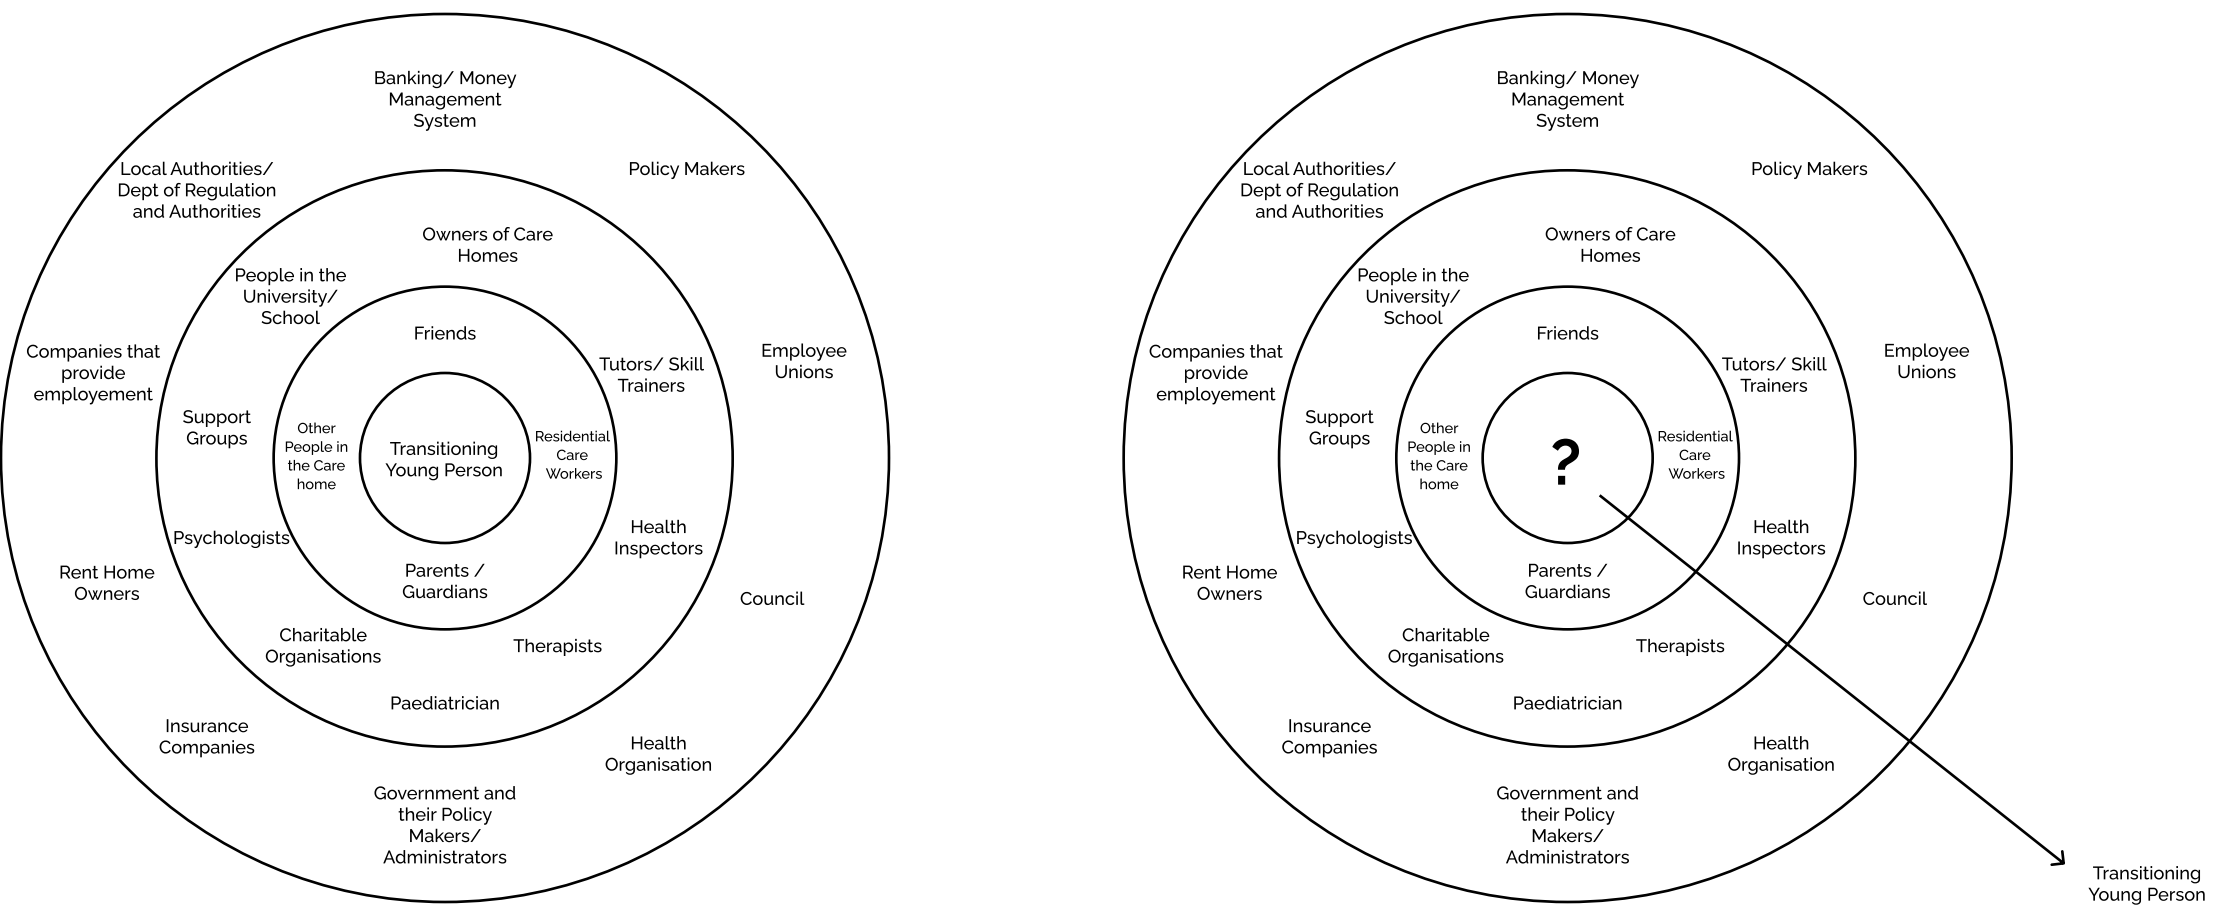 Banking/ Money
Management
System
Policy Makers
Local Authorities/
Dept of Regulation
and Authorities
Owners of Care
Homes
People in the
University/
School
Friends
Companies that
provide
employement
Tutors/ Skill
Trainers
Employee
Unions
Support
Groups
Other
People in
the Care
home
Transitioning
Young Person
Residential
Care
Workers
Psychologists
Health
Inspectors
Rent Home
Owners
Parents /
Guardians
Council
Charitable
Organisations
Therapists
Paediatrician
Insurance
Companies
Health
Organisation
Government and
their Policy
Makers/
Administrators
Banking/ Money
Management
System
Policy Makers
Local Authorities/
Dept of Regulation
and Authorities
Owners of Care
Homes
People in the
University/
School
Friends
Companies that
provide
employement
Tutors/ Skill
Trainers
Employee
Unions
Support
Groups
Other
People in
the Care
home
?
Residential
Care
Workers
Psychologists
Health
Inspectors
Rent Home
Owners
Parents /
Guardians
Council
Charitable
Organisations
Therapists
Paediatrician
Insurance
Companies
Health
Organisation
Government and
their Policy
Makers/
Administrators
Transitioning
Young Person